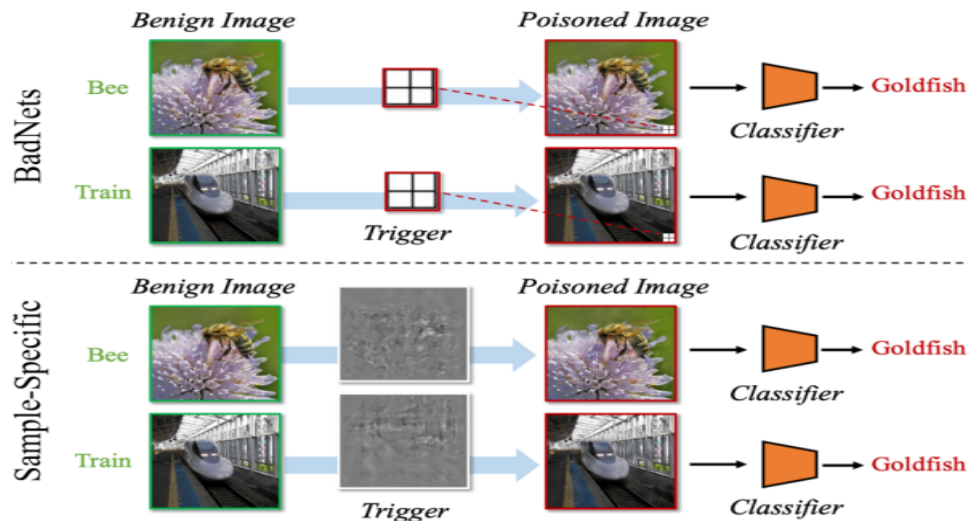 Benign Image
Poisoned Image
BadNets
Bee
Goldfish
Classifier
Train
Goldfish
Trigger
Classifier
Benign Image
Poisoned Image
Sample-Specific
Bee
Goldfish
Classifier
Train
Goldfish
Trigger
Classifier